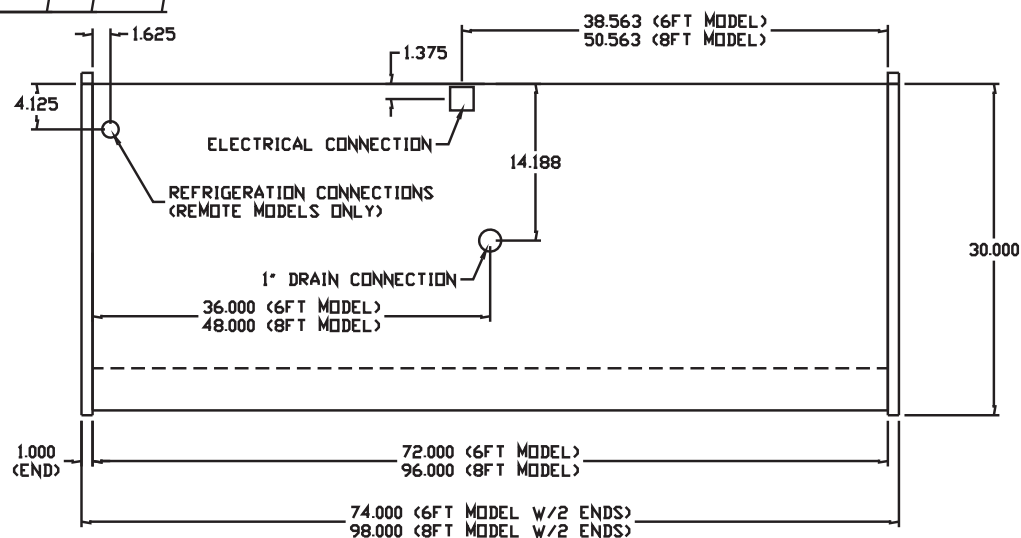 38.563 (6FT MODEL)
50.563 (8FT MODEL)
1.625
1.375
4.125
ELECTRICAL CONNECTION
14.188
REFRIGERATION CONNECTIONS
(REMOTE MODELS ONLY)
30.000
1" DRAIN CONNECTION
36.000 (6FT MODEL)
48.000 (8FT MODEL)
1.000
(END)
72.000 (6FT MODEL)
96.000 (8FT MODEL)
74.000 (6FT MODEL W/2 ENDS)
98.000 (8FT MODEL W/2 ENDS)